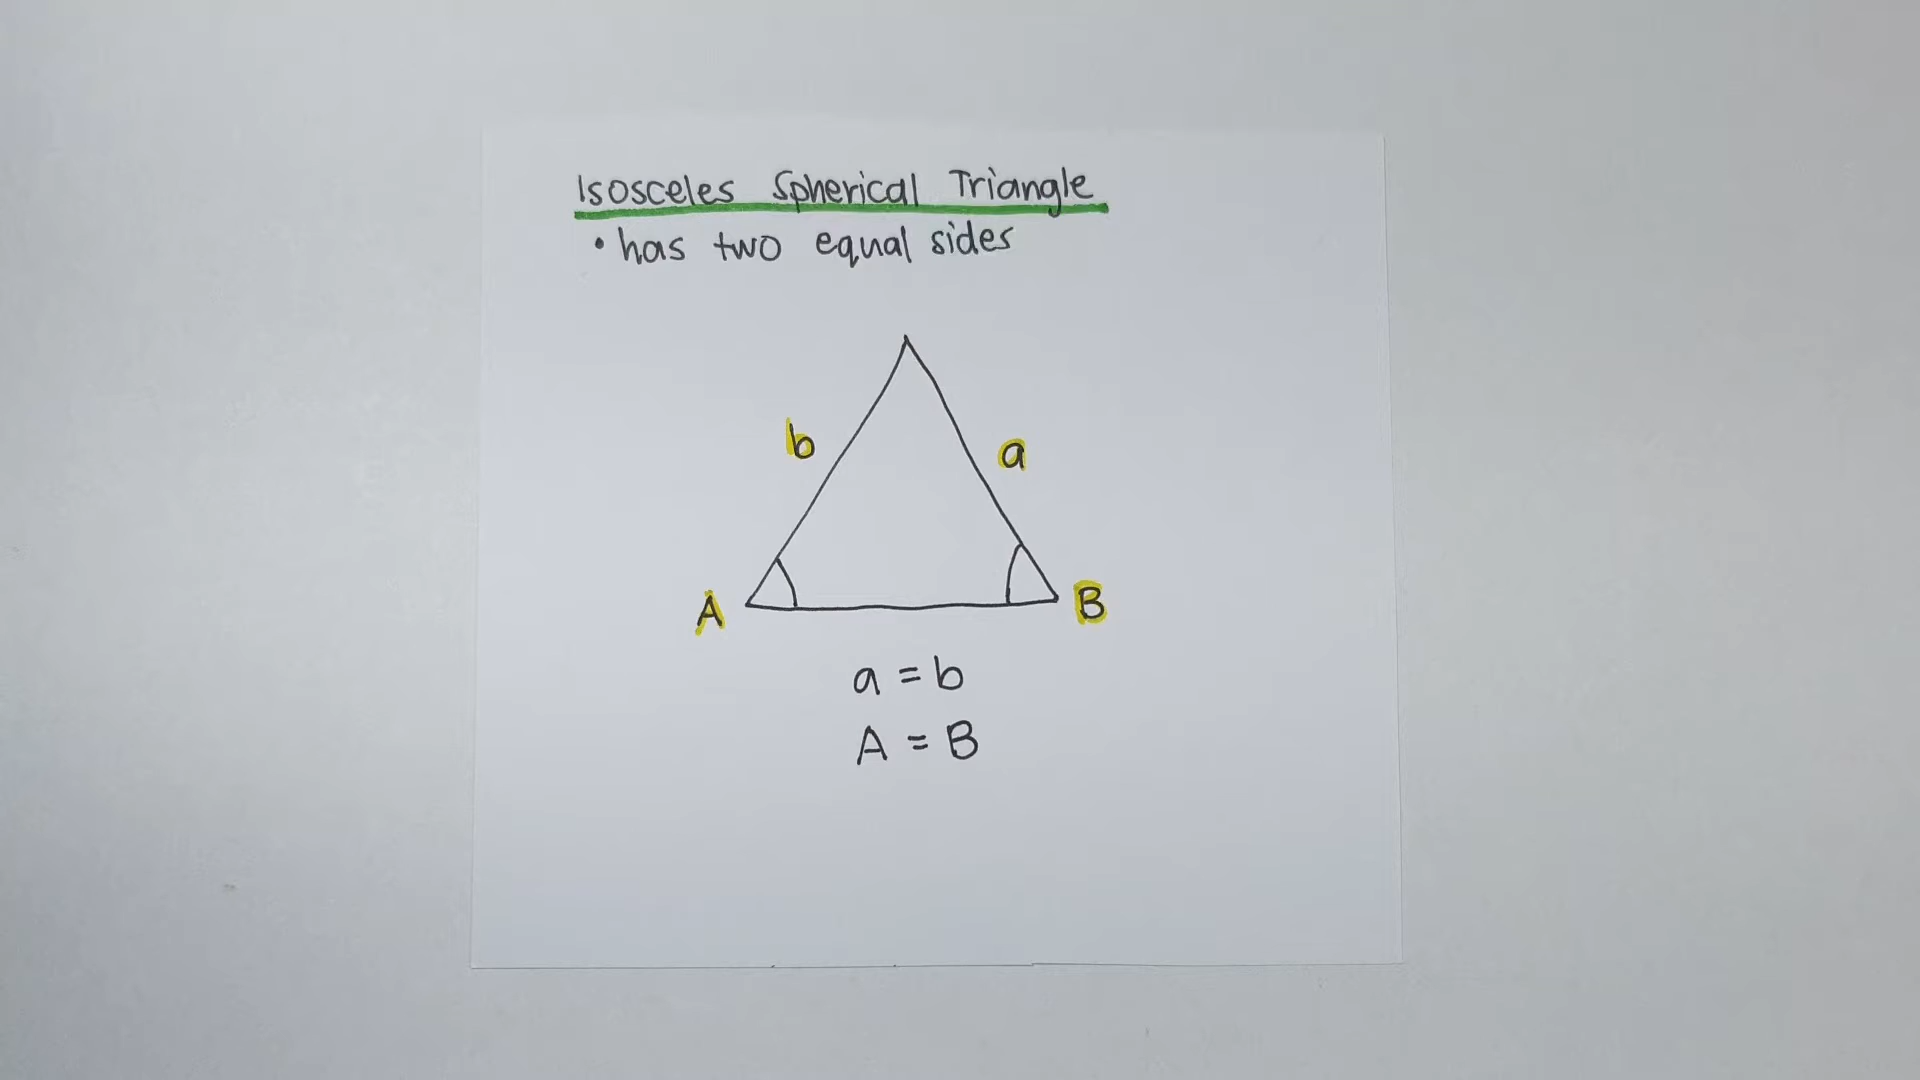 Isosceles Spherical Triangle
• has two equal sides
b
a
A
B
a = b
A = B